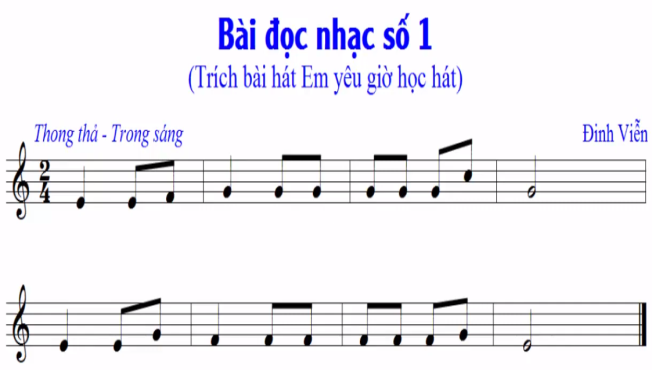 Bài đọc nhạc số 1
(Trích bài hát Em yêu giờ học hát)
Thong thả - Trong sáng
Đinh Viễn
2
4